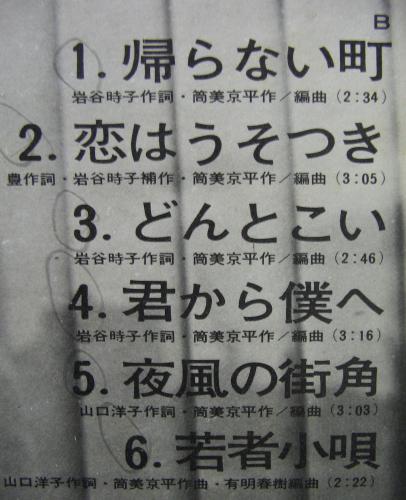 B
1. 帰らない町
岩谷時子作詞・筒美京平作/編曲(2:34)
2. 恋はうそつき
豊作詞・岩谷時子補作・筒美京平作/編曲(3:05)
3. どんとこい
岩谷時子作詞・筒美京平作/編曲(2:46)
4. 君から僕へ
岩谷時子作詞・筒美京平作/編曲(3:16)
5. 夜風の街角
山口洋子作詞・筒美京平作/編曲(3:03)
6. 若者小唄
山口洋子作詞・筒美京平作曲・有明春樹編曲(2:22)